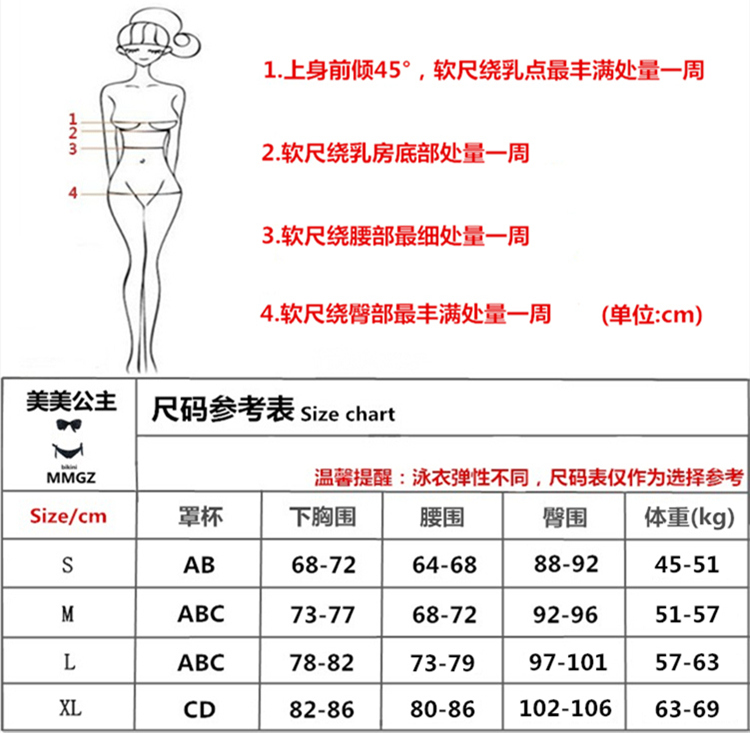 1.上身前倾45°，软尺绕乳点最丰满处量一周
1
2
3
4
2.软尺绕乳房底部处量一周
3.软尺绕腰部最细处量一周
4.软尺绕臀部最丰满处量一周 (单位:cm)
美美公主
bikini
MMGZ
尺码参考表 Size chart
温馨提醒：泳衣弹性不同，尺码表仅作为选择参考
Size/cm 罩杯 下胸围 腰围 臀围 体重(kg)
S AB 68-72 64-68 88-92 45-51
M ABC 73-77 68-72 92-96 51-57
L ABC 78-82 73-79 97-101 57-63
XL CD 82-86 80-86 102-106 63-69